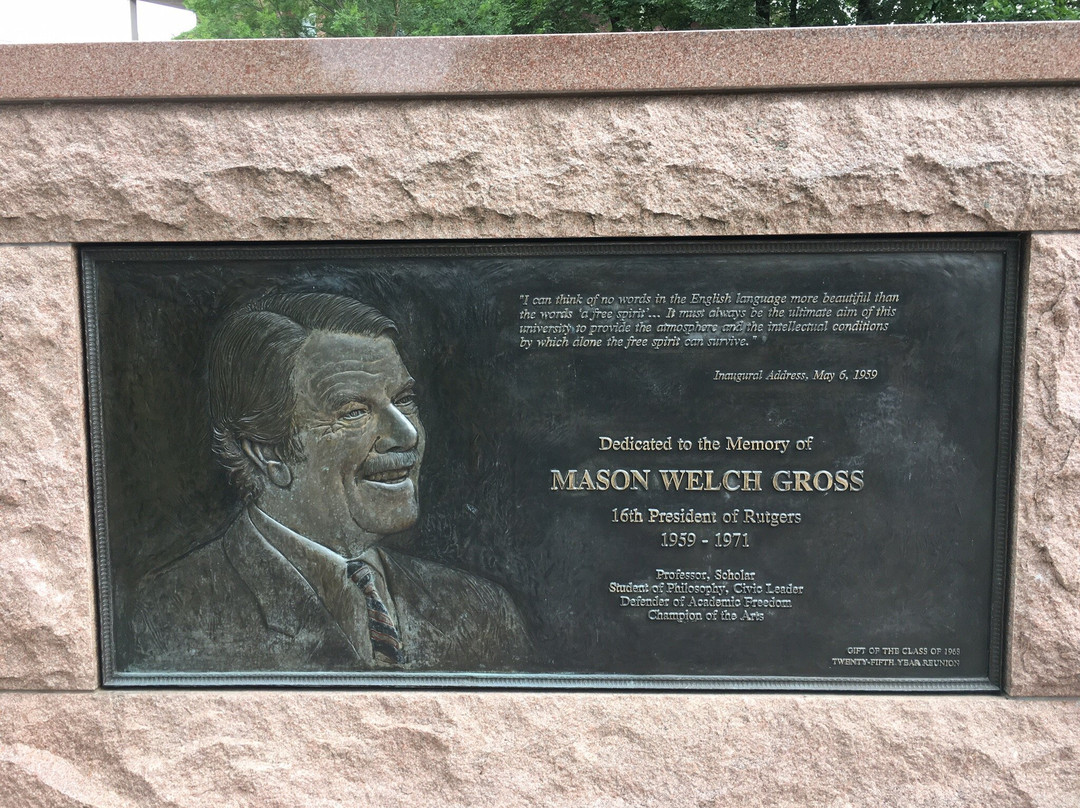 "I can think of no words in the English language more beautiful than
the words 'a free spirit'... It must always be the ultimate aim of this
university to provide the atmosphere and the intellectual conditions
by which alone the free spirit can survive."
Inaugural Address, May 6, 1959
Dedicated to the Memory of
MASON WELCH GROSS
16th President of Rutgers
1959 - 1971
Professor, Scholar
Student of Philosophy, Civic Leader
Defender of Academic Freedom
Champion of the Arts
GIFT OF THE CLASS OF 1968
TWENTY-FIFTH YEAR REUNION